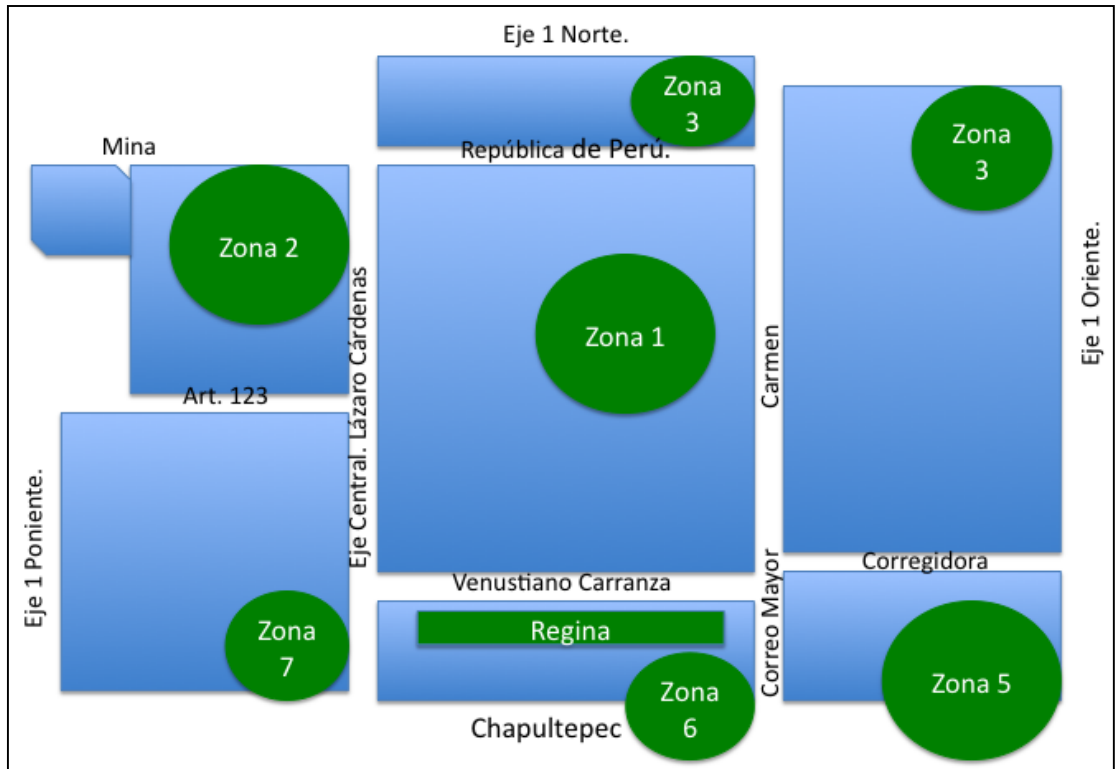 Eje 1 Norte.
Zona
3
Zona
3
Mina
República de Perú.
Zona 2
Zona 1
Eje Central. Lázaro Cárdenas
Carmen
Eje 1 Oriente.
Art. 123
Eje 1 Poniente.
Zona
7
Venustiano Carranza
Regina
Correo Mayor
Corregidora
Zona 5
Zona
6
Chapultepec